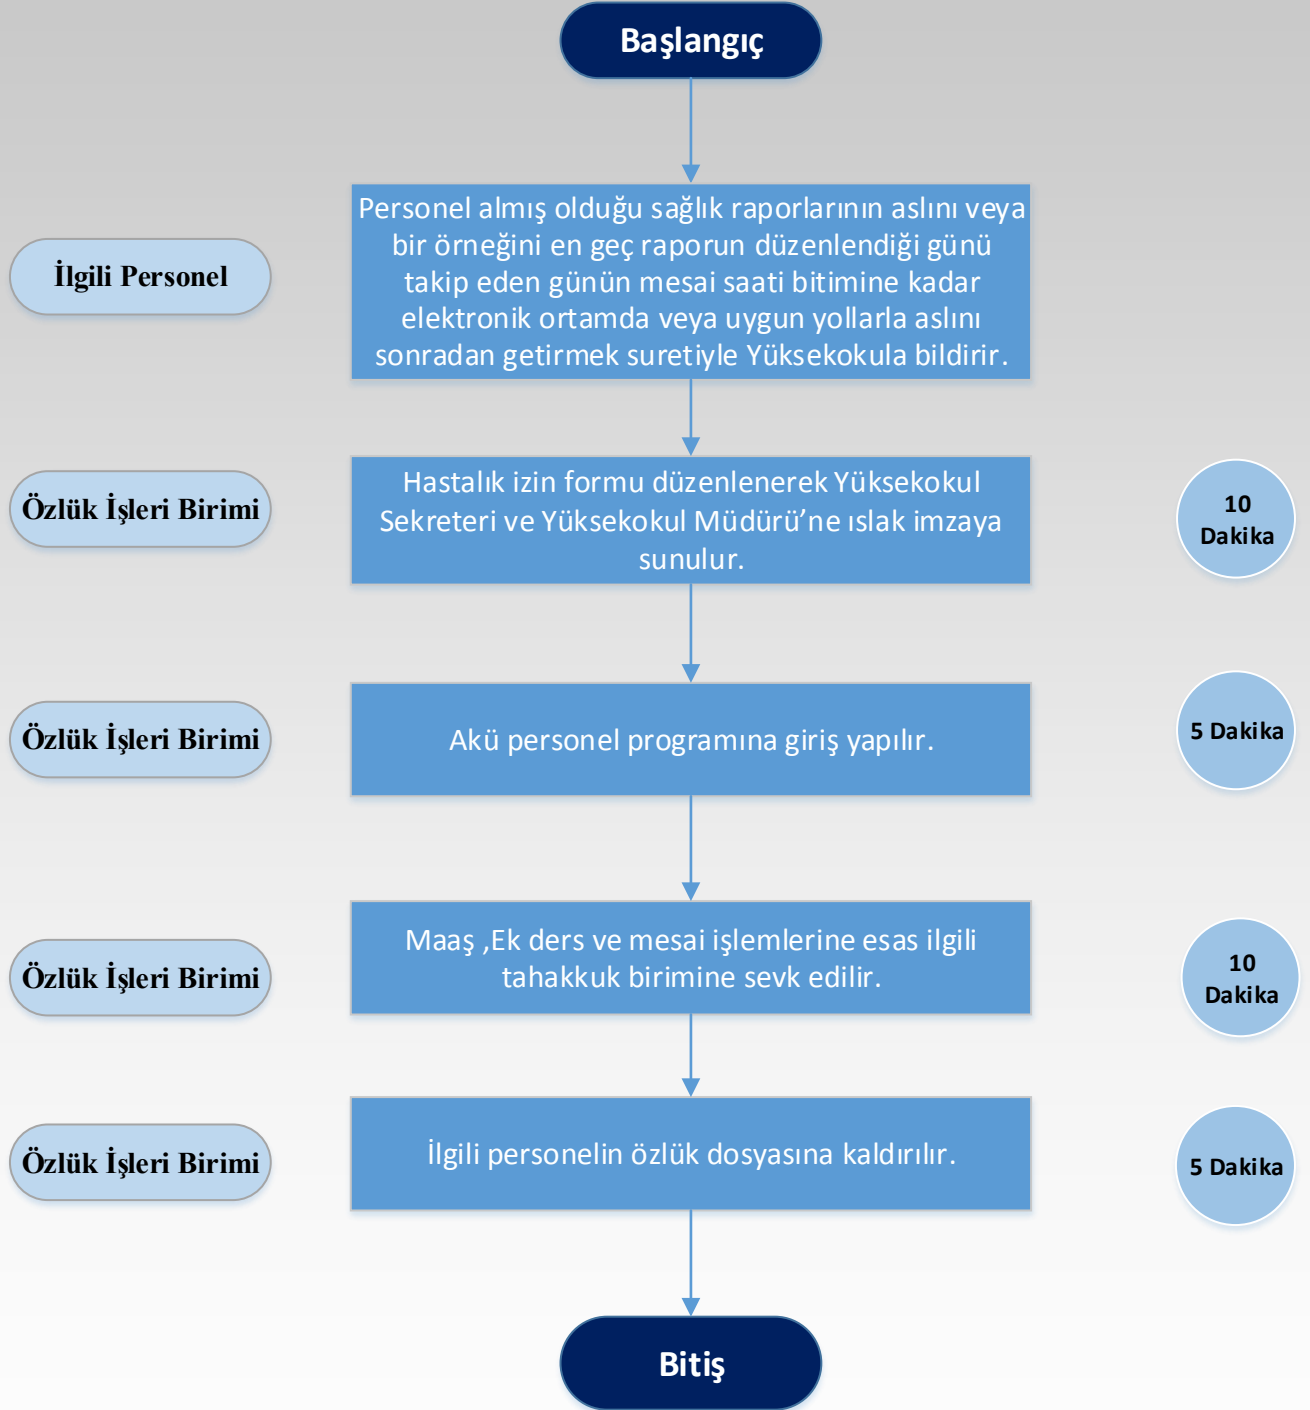 Başlangıç
İlgili Personel
Personel almış olduğu sağlık raporlarının aslını veya
bir örneğini en geç raporun düzenlendiği günü
takip eden günün mesai saati bitimine kadar
elektronik ortamda veya uygun yollarla aslını
sonradan getirmek suretiyle Yüksekokula bildirir.
Özlük İşleri Birimi
Hastalık izin formu düzenlenerek Yüksekokul
Sekreteri ve Yüksekokul Müdürü’ne ıslak imzaya
sunulur.
10
Dakika
Özlük İşleri Birimi
Akü personel programına giriş yapılır.
5 Dakika
Özlük İşleri Birimi
Maaş ,Ek ders ve mesai işlemlerine esas ilgili
tahakkuk birimine sevk edilir.
10
Dakika
Özlük İşleri Birimi
İlgili personelin özlük dosyasına kaldırılır.
5 Dakika
Bitiş